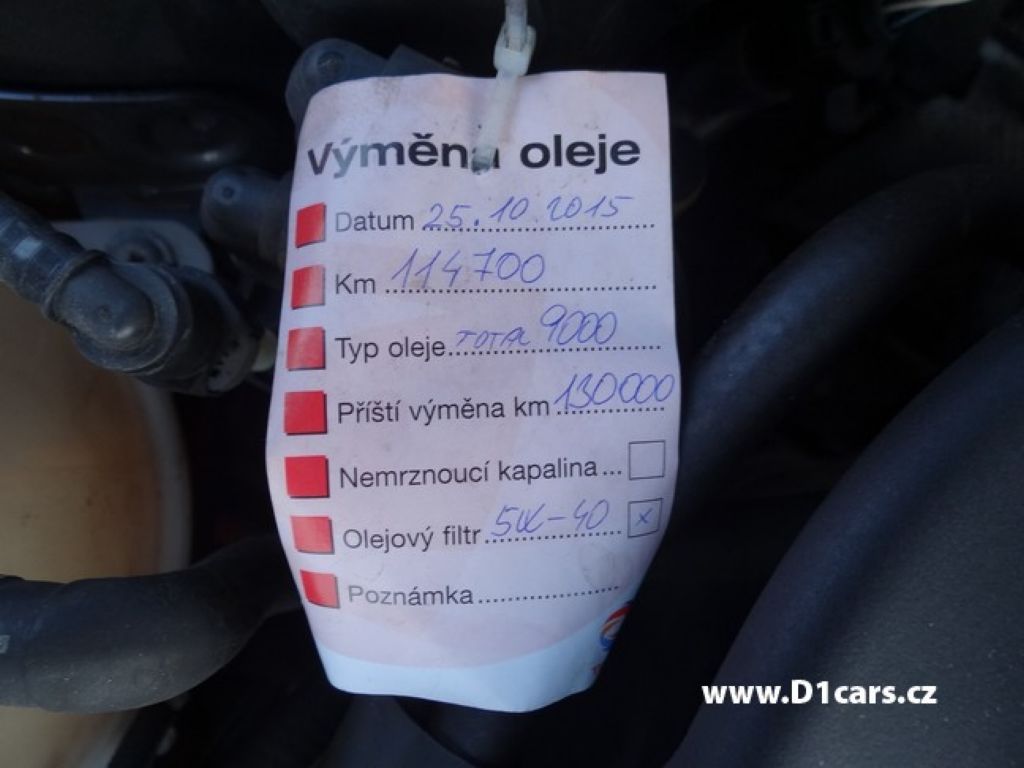 Výměna oleje
Datum 25.10.2015
Km 114700
Typ oleje TOTAL 9000
Příští výměna km 130000
Nemrznoucí kapalina...
Olejový filtr 5W-40 x
Poznámka
www.D1cars.cz